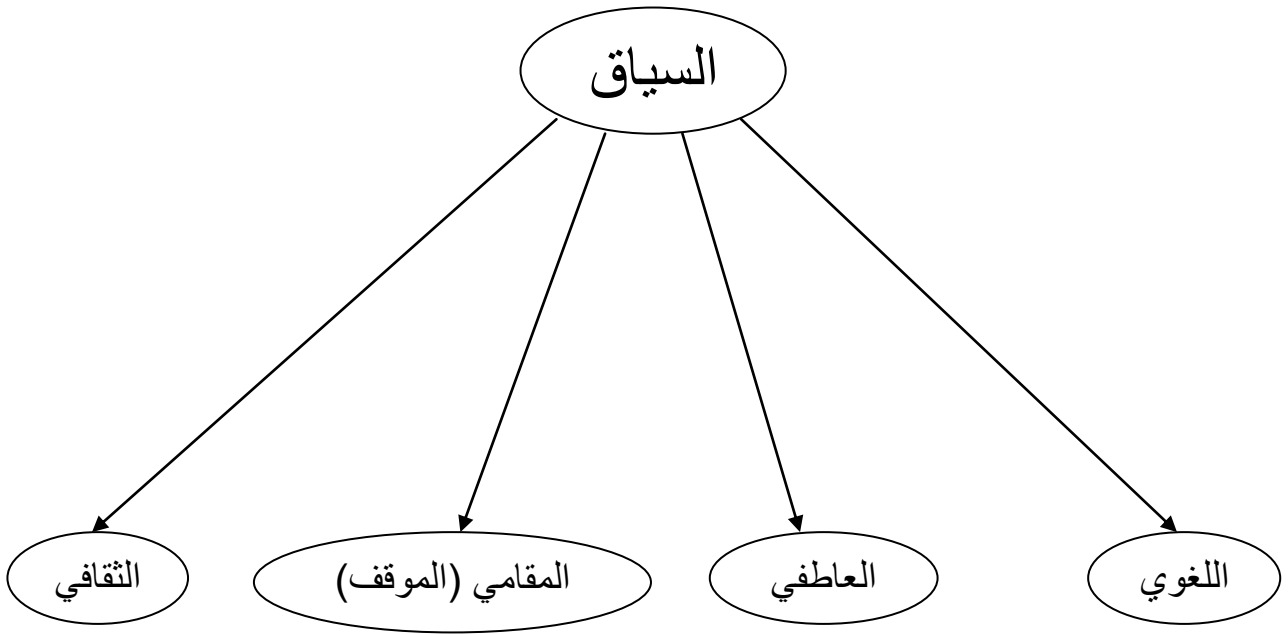 السياق
اللغوي
العاطفي
المقامي (الموقف)
الثقافي